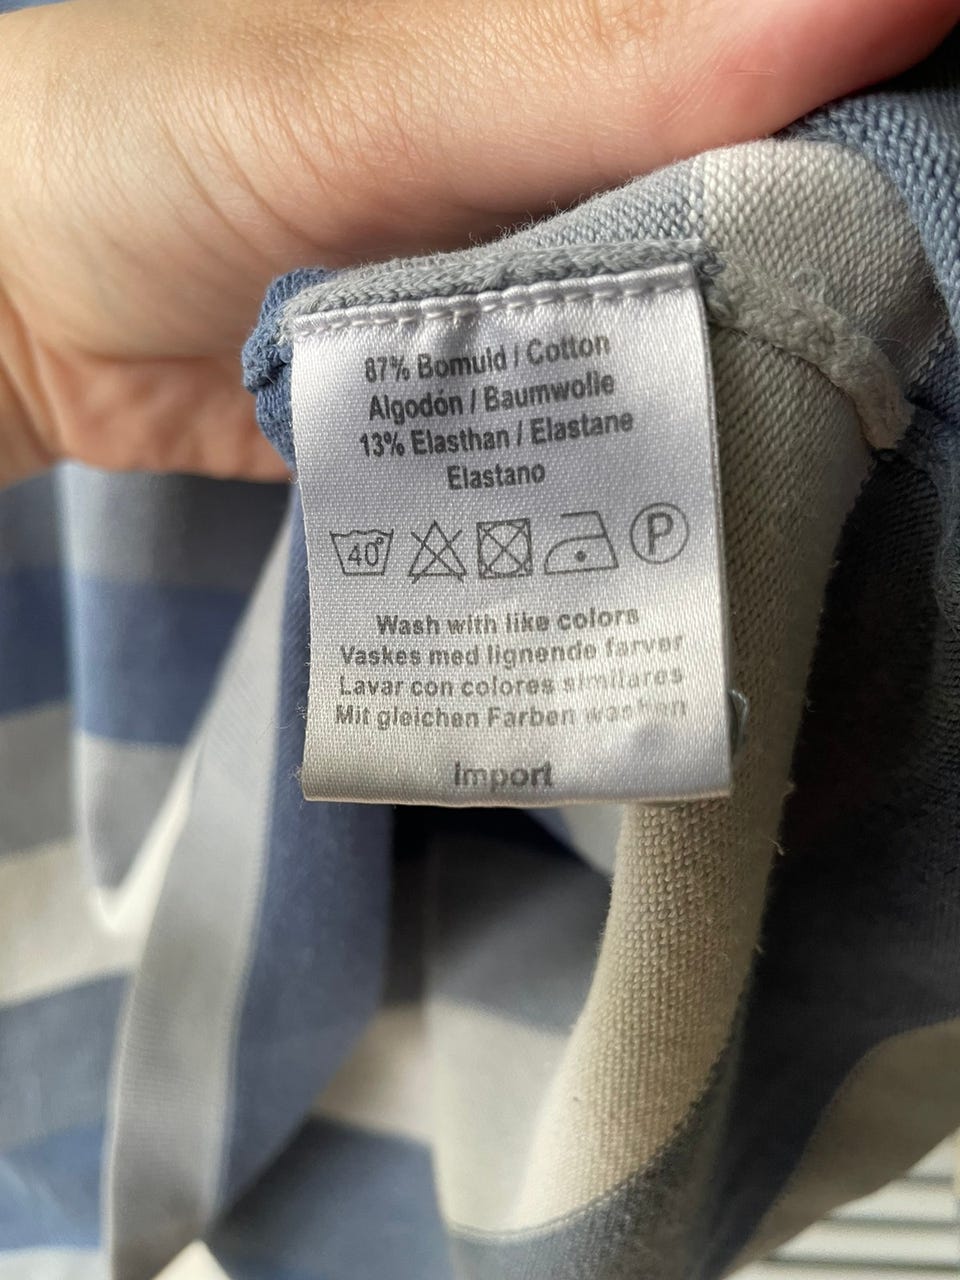 87% Bomuld / Cotton
Algodón / Baumwolle
13% Elasthan / Elastane
Elastano
40° P
Wash with like colors
Vaskes med lignende farver
Lavar con colores similares
Mit gleichen Farben waschen
Import